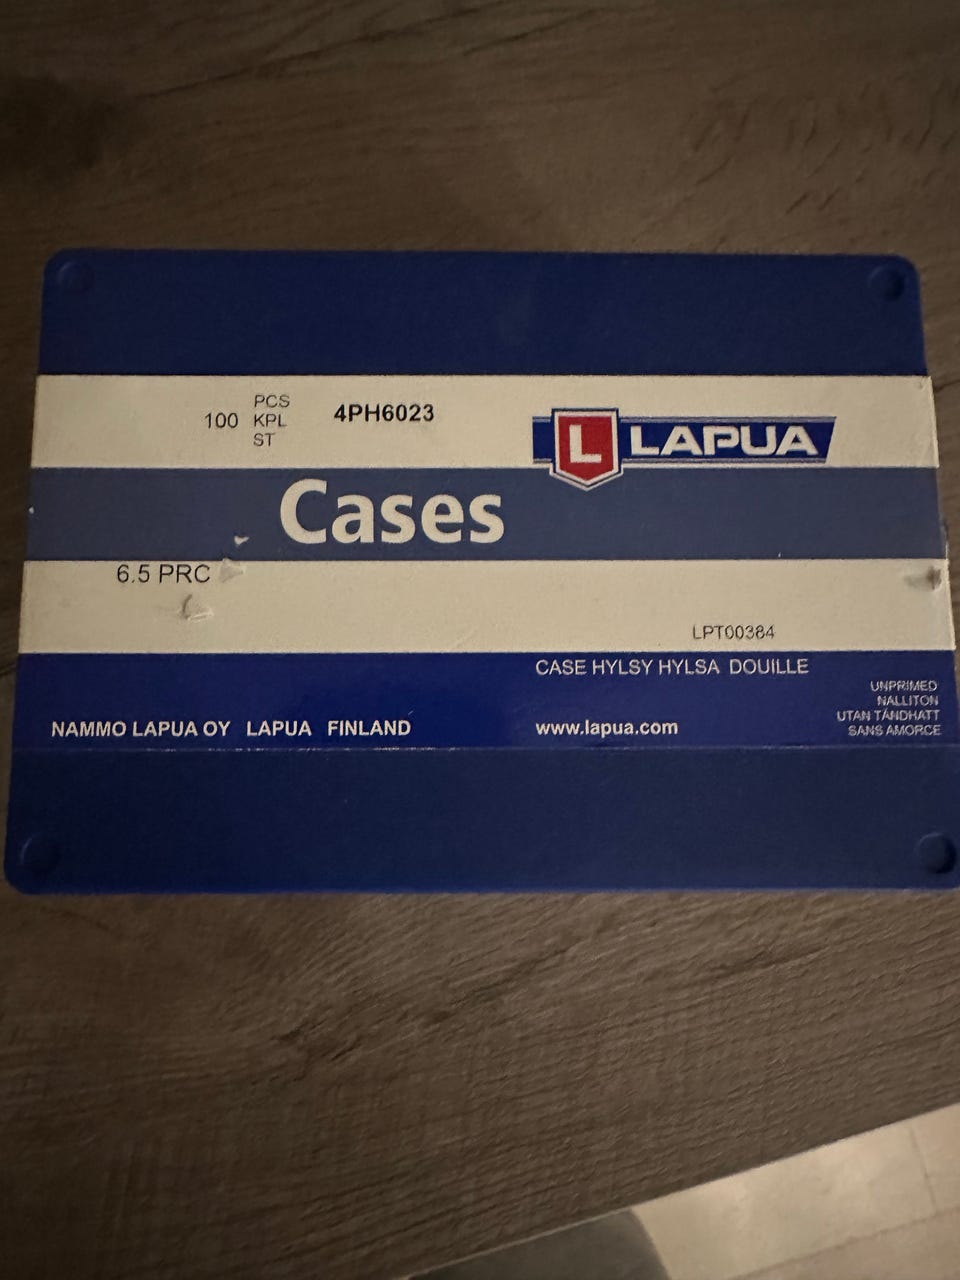 100 PCS
KPL
ST
4PH6023
L LAPUA
Cases
6.5 PRC
LPT00384
CASE HYLSY HYLSA DOUILLE
UNPRIMED
NALLITON
UTAN TÄNDHATT
SANS AMORCE
NAMMO LAPUA OY LAPUA FINLAND
www.lapua.com